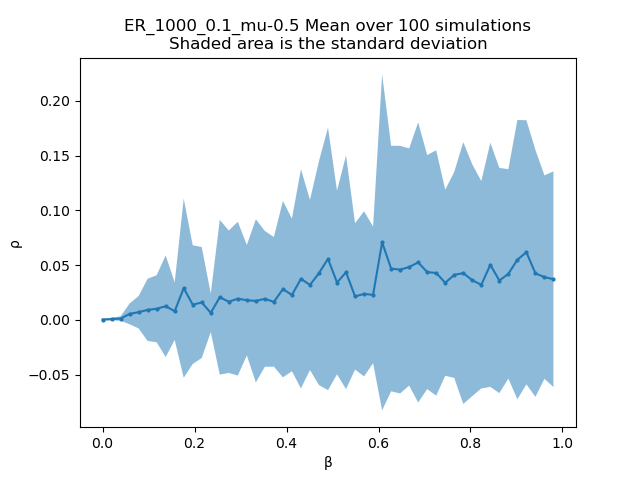 ER_1000_0.1_mu-0.5 Mean over 100 simulations
Shaded area is the standard deviation
0.20
0.15
0.10
0.05
0.00
−0.05
ρ
0.0 0.2 0.4 0.6 0.8 1.0
β